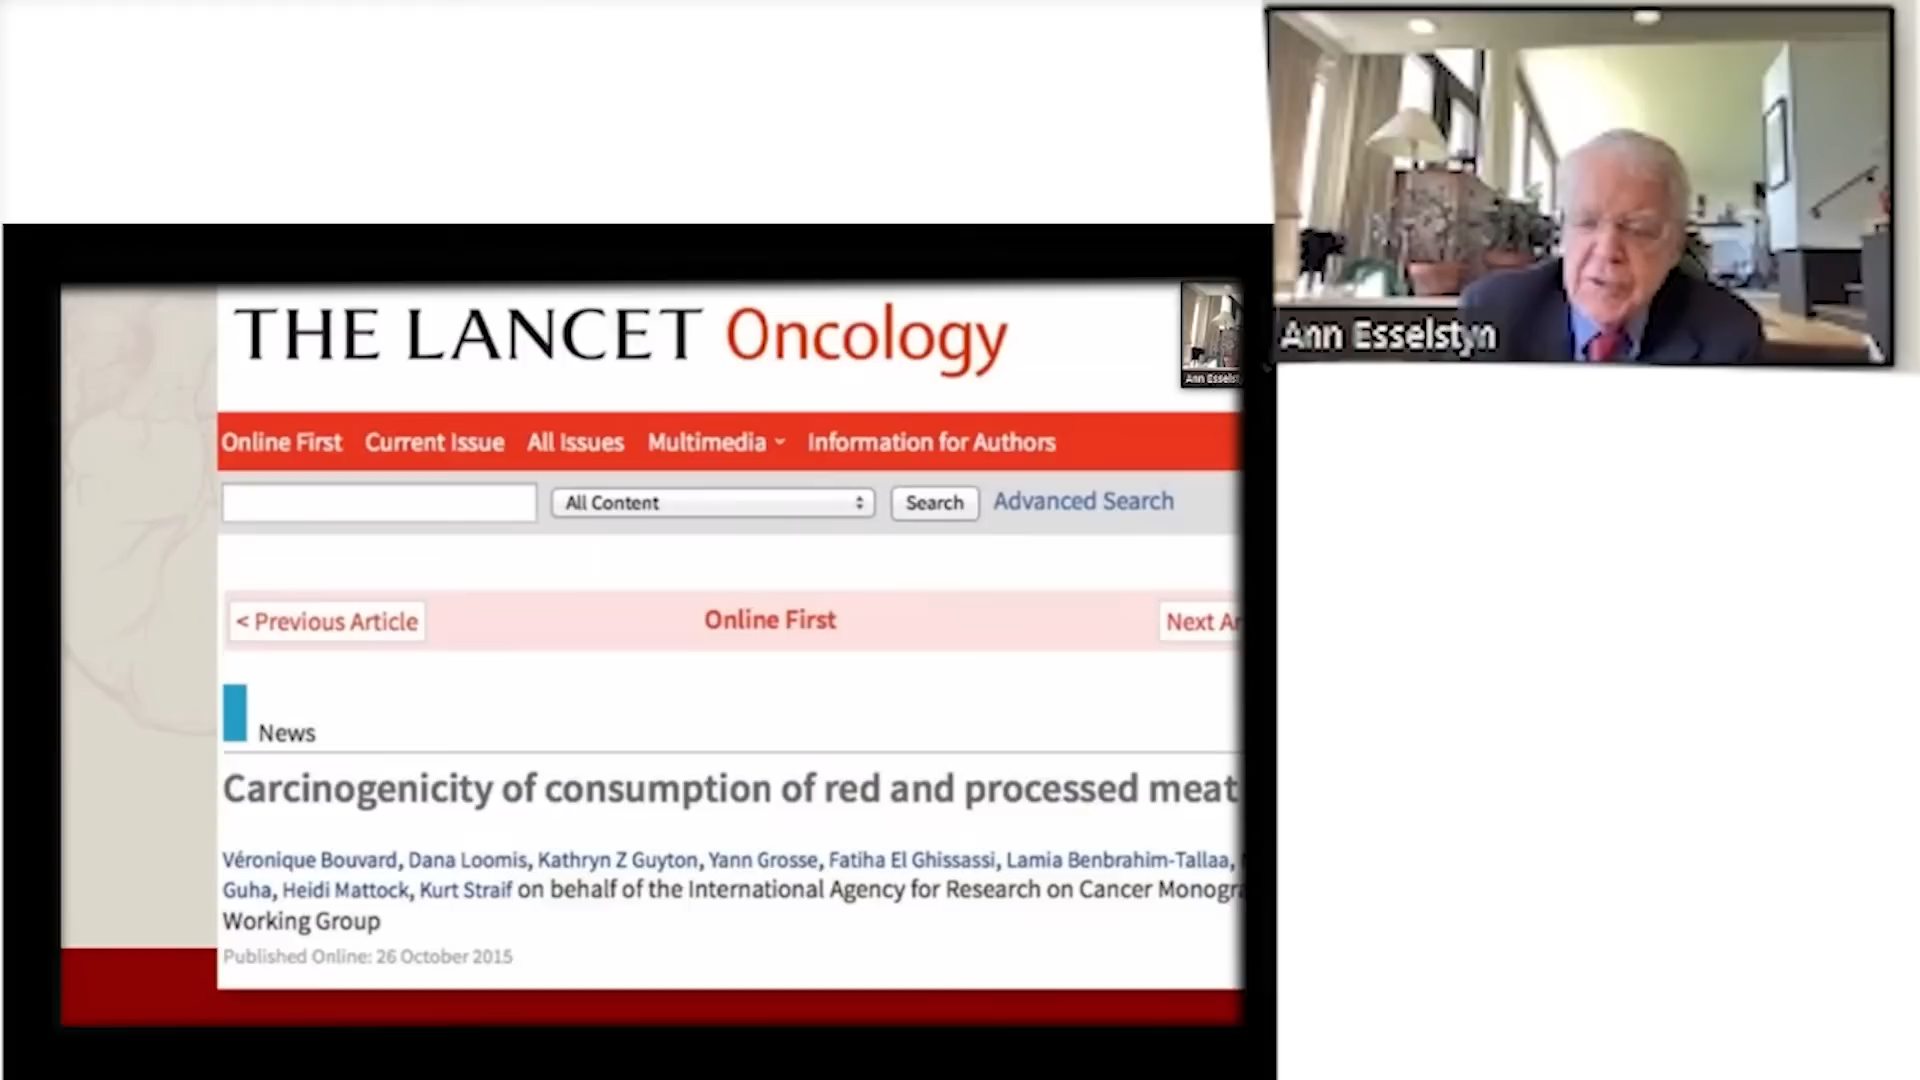 THE LANCET Oncology
Ann Esselstyn
Online First Current Issue All Issues Multimedia Information for Authors
All Content Search Advanced Search
< Previous Article Online First Next
News
Carcinogenicity of consumption of red and processed meat
Véronique Bouvard, Dana Loomis, Kathryn Z Guyton, Yann Grosse, Fatiha El Ghissassi, Lamia Benbrahim-Tallaa,
Guha, Heidi Mattock, Kurt Straif on behalf of the International Agency for Research on Cancer
Working Group
Published Online: 26 October 2015